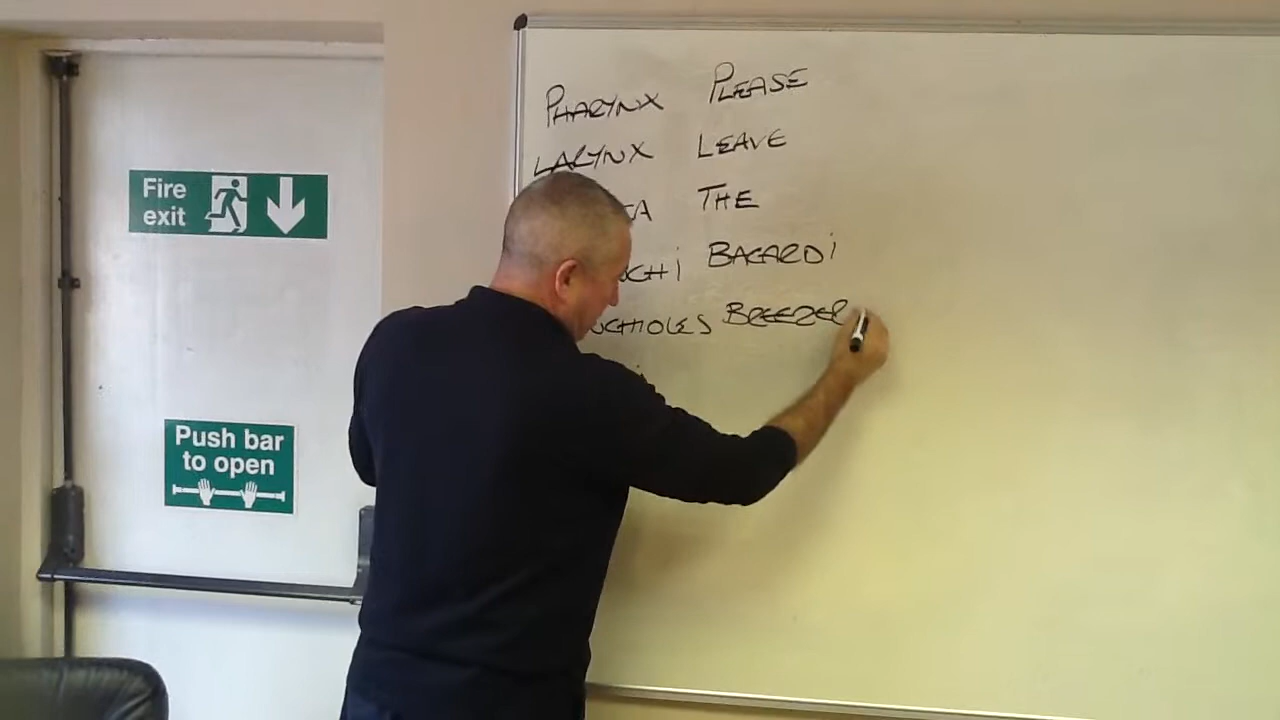 Fire
exit
Push bar
to open
PHARYNX PLEASE
LARYNX LEAVE
THE
BACARDi
BREEZER